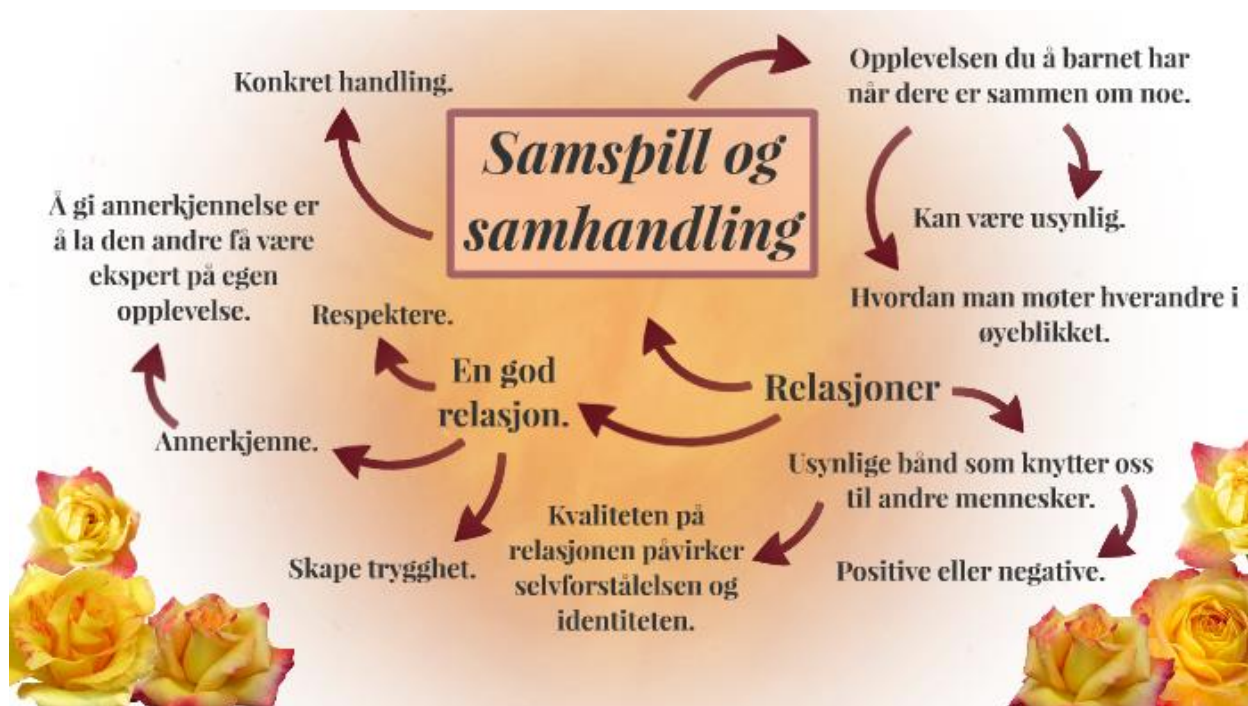 Konkret handling.
Samspill og
samhandling
Opplevelsen du å barnet har
når dere er sammen om noe.
Kan være usynlig.
Hvordan man møter hverandre i
øyeblikket.
Å gi annerkjennelse er
å la den andre få være
ekspert på egen
opplevelse.
Respektere.
En god
relasjon.
Relasjoner
Annerkjenne.
Usynlige bånd som knytter oss
til andre mennesker.
Skape trygghet.
Kvaliteten på
relasjonen påvirker
selvforstålelsen og
identiteten.
Positive eller negative.